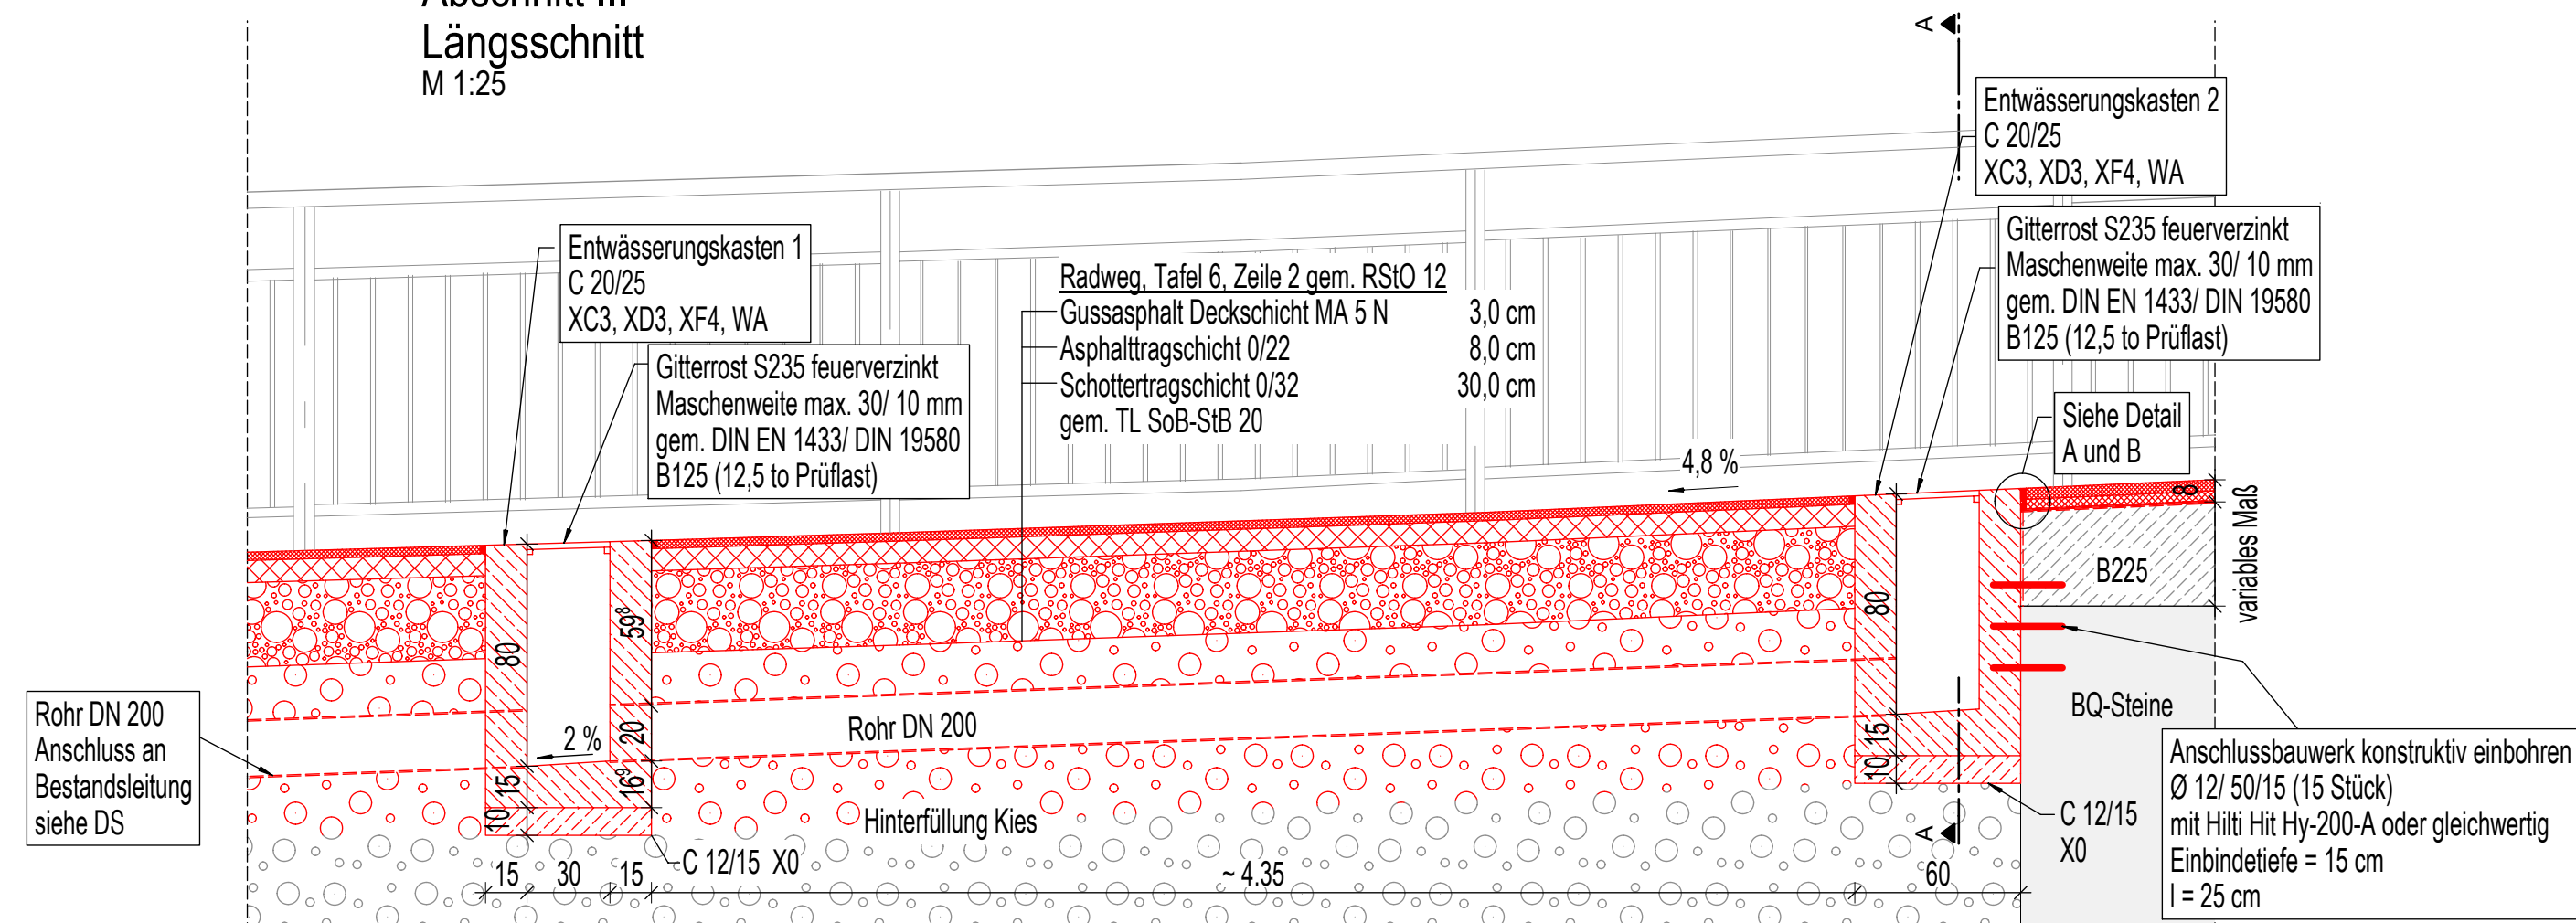 Abschnitt III
Längsschnitt
M 1:25
A
Entwässerungskasten 2
C 20/25
XC3, XD3, XF4, WA
Gitterrost S235 feuerverzinkt
Maschenweite max. 30/ 10 mm
gem. DIN EN 1433/ DIN 19580
B125 (12,5 to Prüflast)
Entwässerungskasten 1
C 20/25
XC3, XD3, XF4, WA
Gitterrost S235 feuerverzinkt
Maschenweite max. 30/ 10 mm
gem. DIN EN 1433/ DIN 19580
B125 (12,5 to Prüflast)
Radweg, Tafel 6, Zeile 2 gem. RStO 12
Gussasphalt Deckschicht MA 5 N 3,0 cm
Asphalttragschicht 0/22 8,0 cm
Schottertragschicht 0/32 30,0 cm
gem. TL SoB-StB 20
Siehe Detail
A und B
4,8 %
8
variables Maß
B225
80
59⁸
80
BQ-Steine
Rohr DN 200
Anschluss an
Bestandsleitung
siehe DS
2 %
20
Rohr DN 200
15
16⁹
10
15
10
Hinterfüllung Kies
C 12/15 X0
A
C 12/15
X0
Anschlussbauwerk konstruktiv einbohren
Ø 12/ 50/15 (15 Stück)
mit Hilti Hit Hy-200-A oder gleichwertig
Einbindetiefe = 15 cm
l = 25 cm
15 30 15 ~ 4.35 60